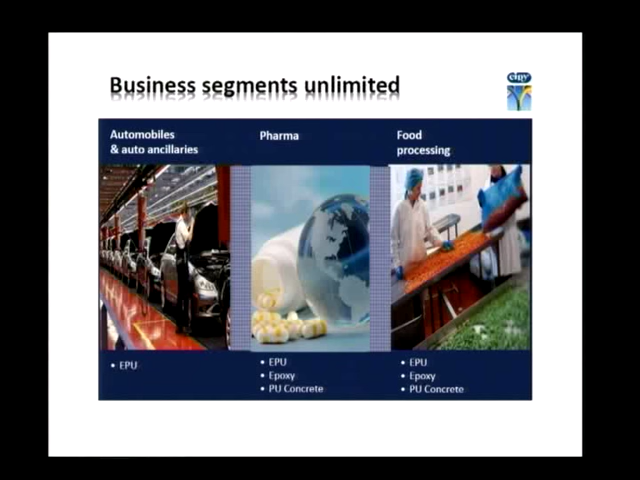 Business segments unlimited
Automobiles
& auto ancillaries
Pharma
Food
processing
• EPU
• EPU
• Epoxy
• PU Concrete
• EPU
• Epoxy
• PU Concrete